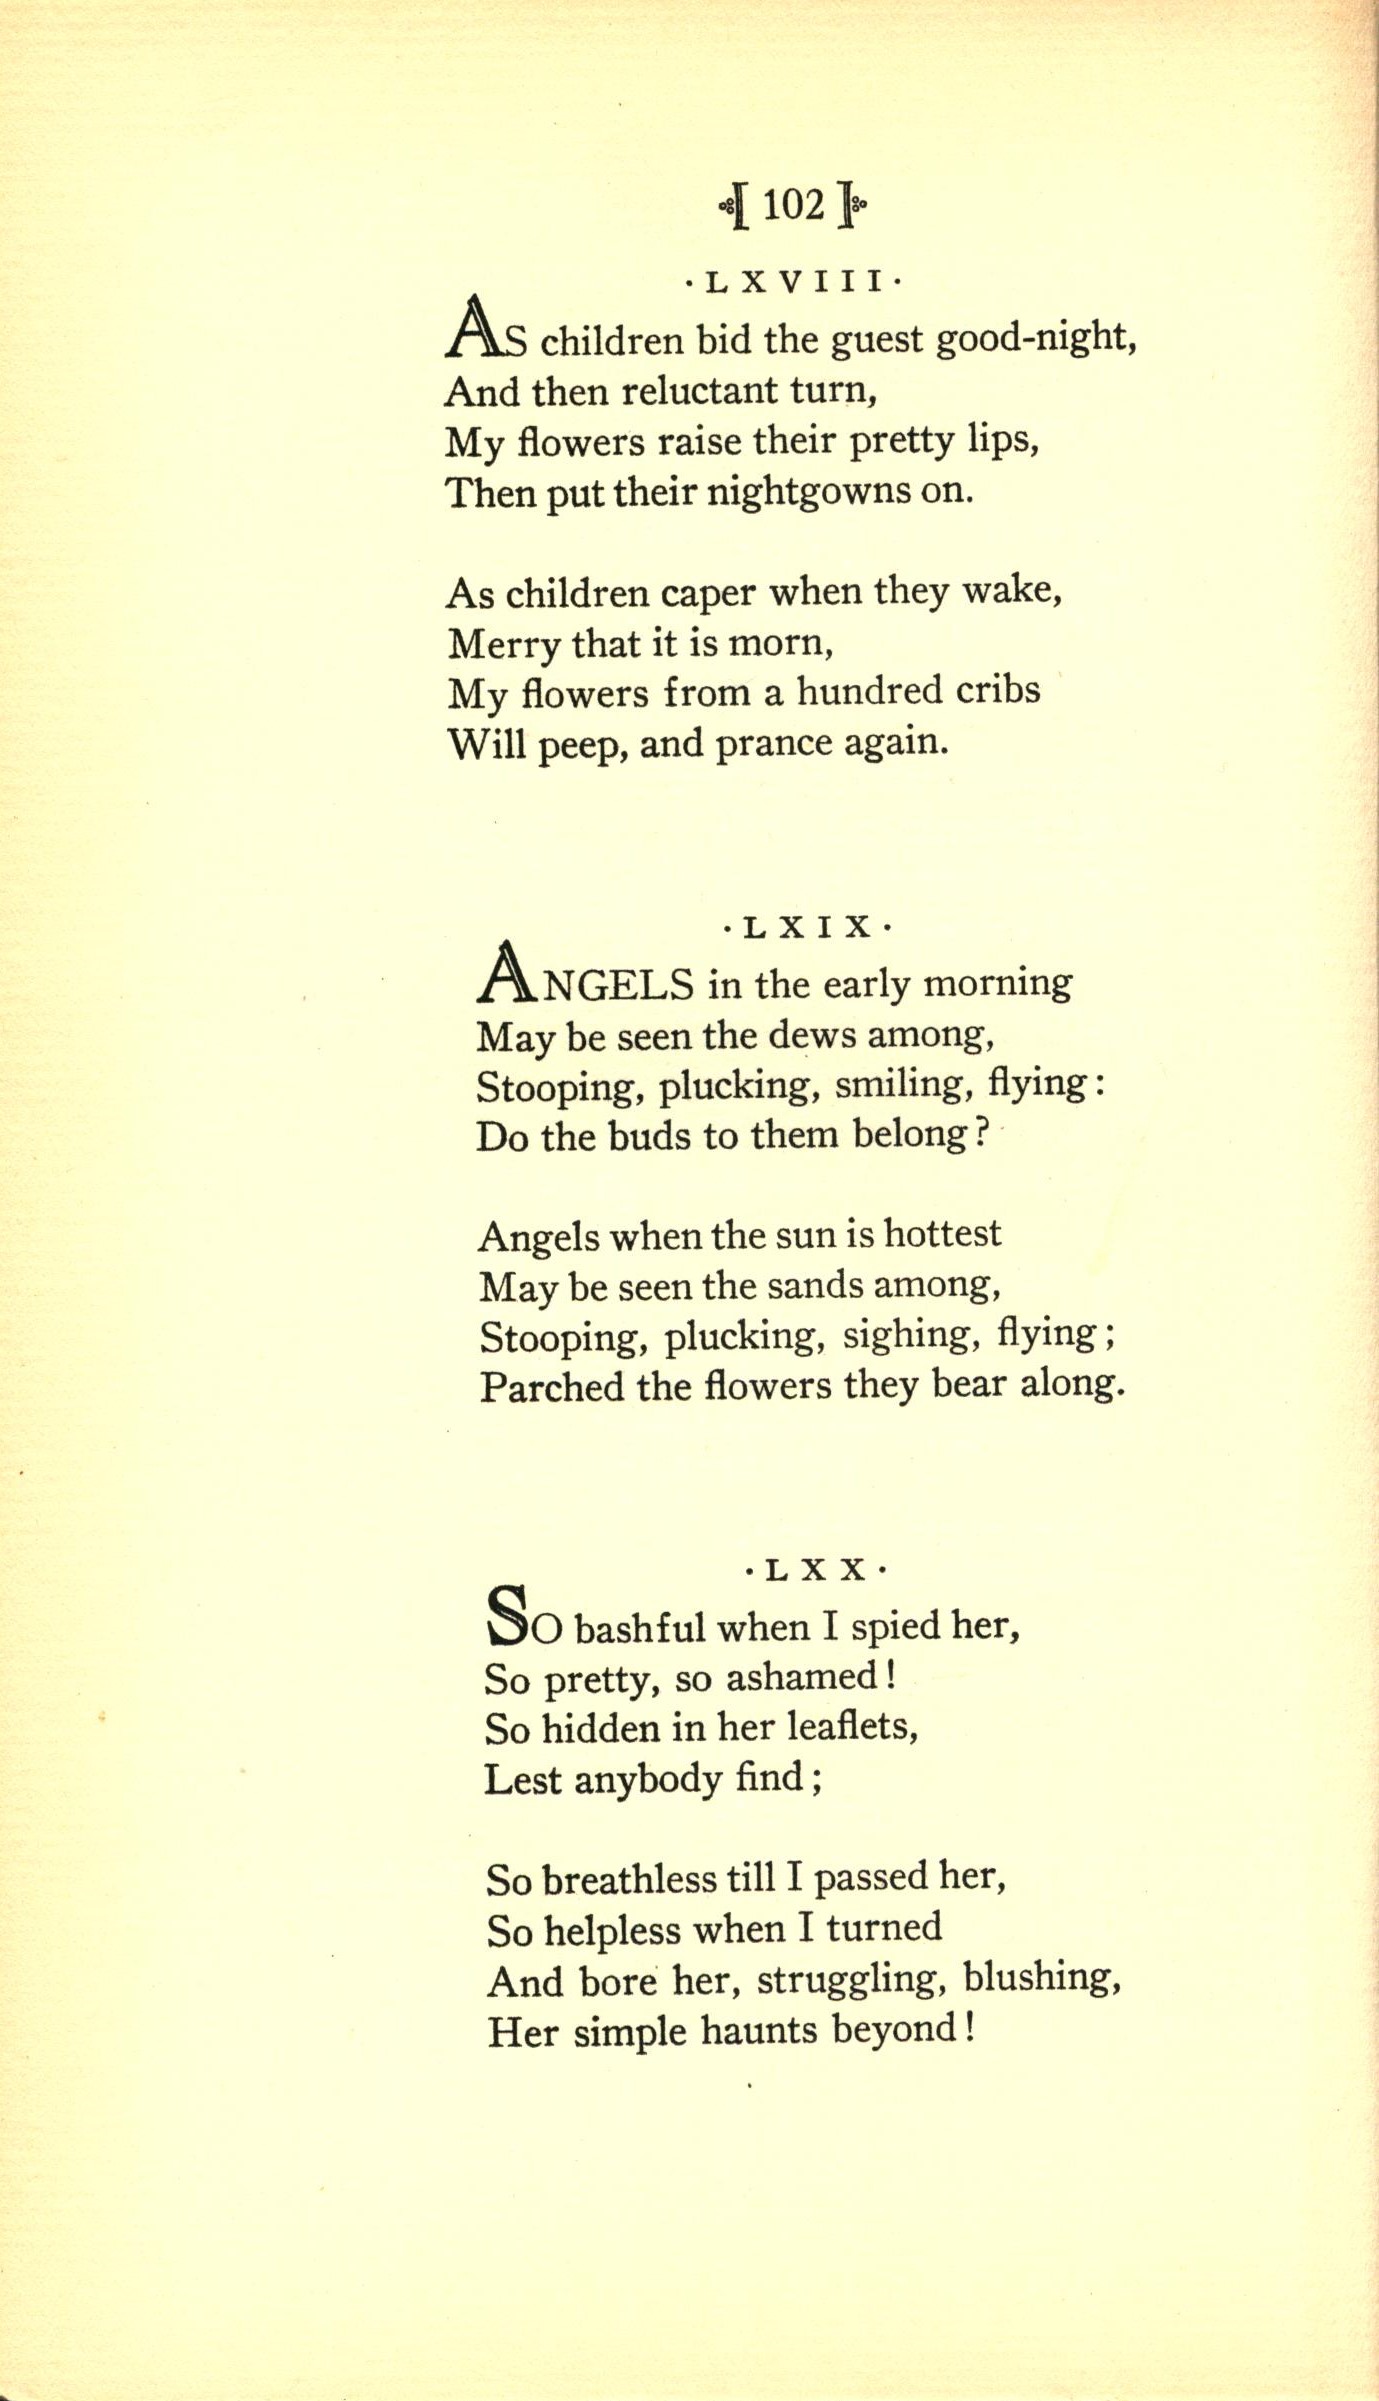 [ 102 ]
·LXVIII·
As children bid the guest good-night,
And then reluctant turn,
My flowers raise their pretty lips,
Then put their nightgowns on.

As children caper when they wake,
Merry that it is morn,
My flowers from a hundred cribs
Will peep, and prance again.

·LXIX·
ANGELS in the early morning
May be seen the dews among,
Stooping, plucking, smiling, flying:
Do the buds to them belong?

Angels when the sun is hottest
May be seen the sands among,
Stooping, plucking, sighing, flying;
Parched the flowers they bear along.

·LXX·
So bashful when I spied her,
So pretty, so ashamed!
So hidden in her leaflets,
Lest anybody find;

So breathless till I passed her,
So helpless when I turned
And bore her, struggling, blushing,
Her simple haunts beyond!